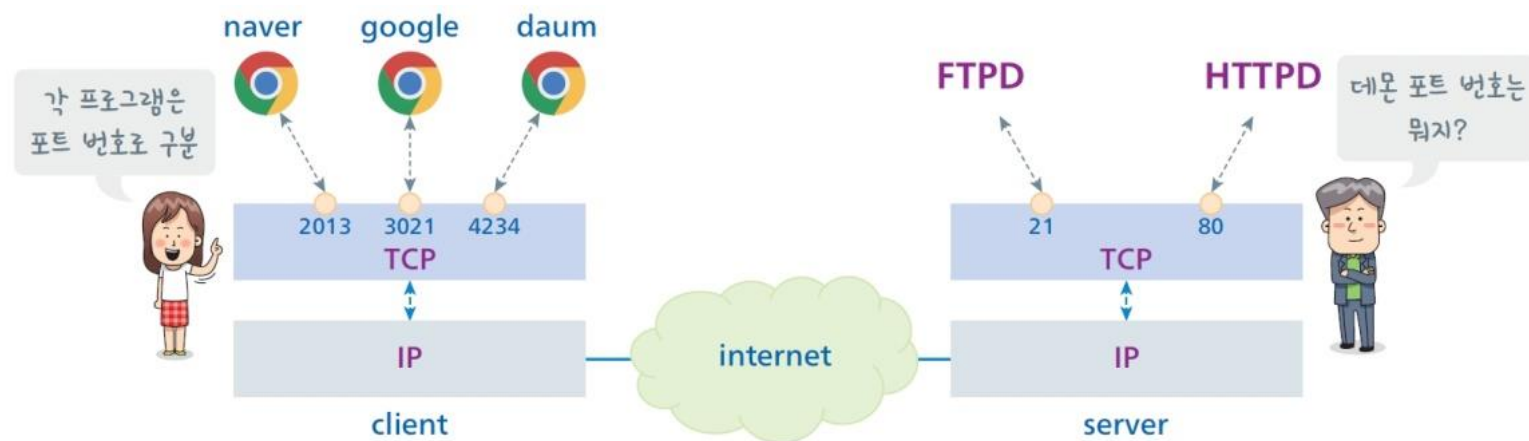 naver google daum
각 프로그램은
포트 번호로 구분
FTPD HTTPD
데몬 포트 번호는
뭐지?
2013 3021 4234
TCP
21 80
TCP
IP
internet
IP
client
server